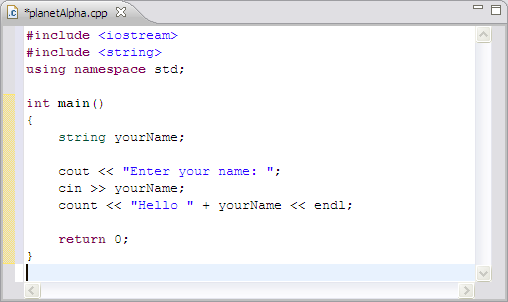 *planetAlpha.cpp
#include <iostream>
#include <string>
using namespace std;
int main()
{
    string yourName;
    cout << "Enter your name: ";
    cin >> yourName;
    count << "Hello " + yourName << endl;
    return 0;
}